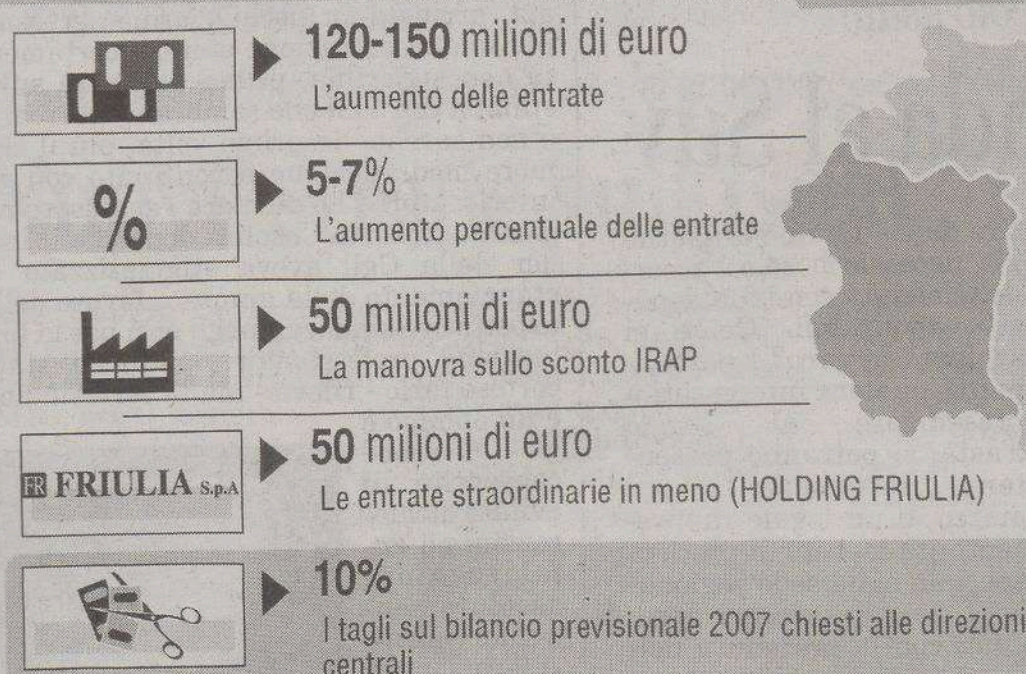 120-150 milioni di euro
L'aumento delle entrate
%
5-7%
L'aumento percentuale delle entrate
50 milioni di euro
La manovra sullo sconto IRAP
FR FRIULIA S.p.A
50 milioni di euro
Le entrate straordinarie in meno (HOLDING FRIULIA)
10%
I tagli sul bilancio previsionale 2007 chiesti alle direzioni
centrali